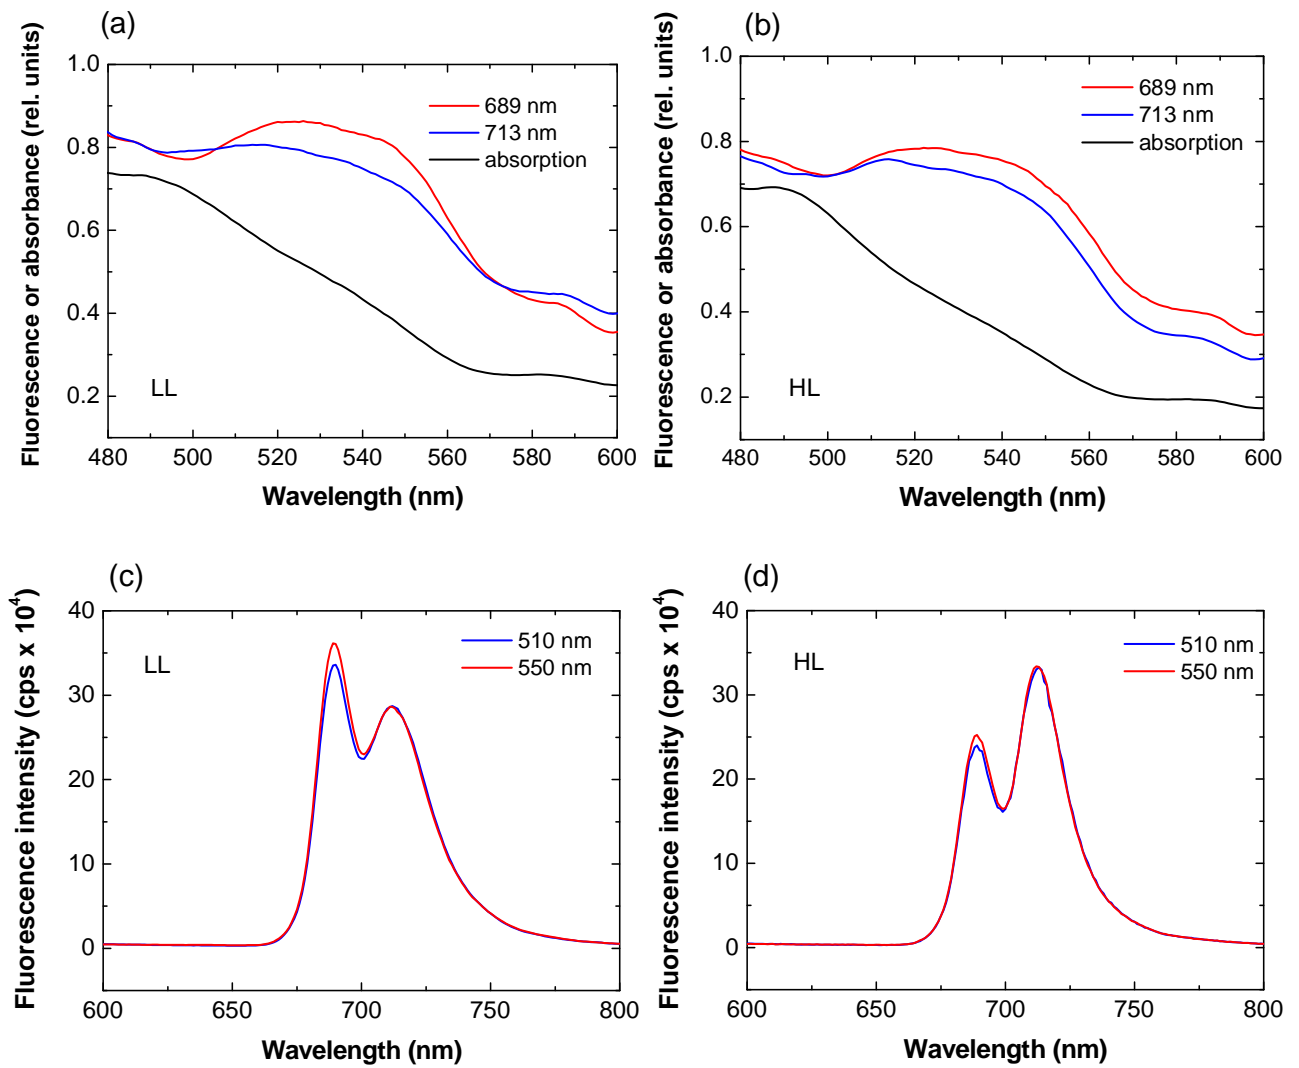 (a)
Fluorescence or absorbance (rel. units)
1.0
0.8
0.6
0.4
0.2
689 nm
713 nm
absorption
LL
480 500 520 540 560 580 600
Wavelength (nm)
(b)
Fluorescence or absorbance (rel. units)
1.0
0.8
0.6
0.4
0.2
689 nm
713 nm
absorption
HL
480 500 520 540 560 580 600
Wavelength (nm)
(c)
Fluorescence intensity (cps x 10⁴)
40
30
20
10
0
510 nm
550 nm
LL
600 650 700 750 800
Wavelength (nm)
(d)
Fluorescence intensity (cps x 10⁴)
40
30
20
10
0
510 nm
550 nm
HL
600 650 700 750 800
Wavelength (nm)